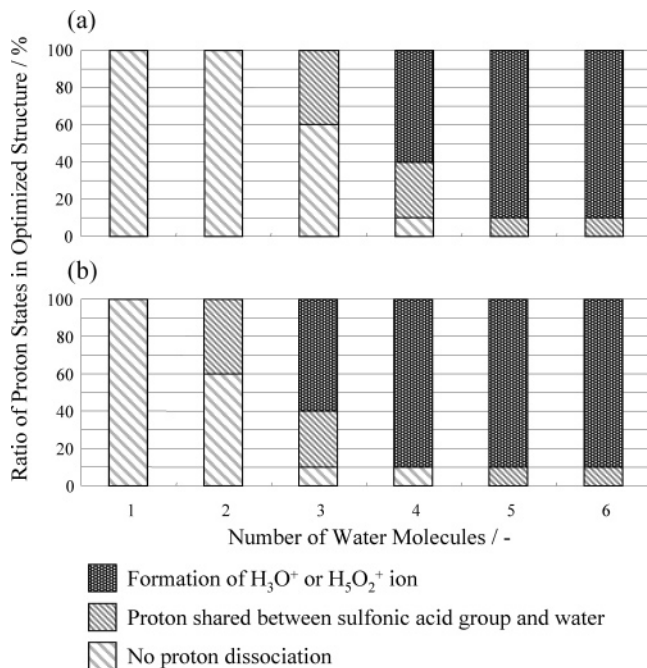 (a)
100
80
60
40
20
0
(b)
100
80
60
40
20
0
1 2 3 4 5 6
Ratio of Proton States in Optimized Structure / %
Number of Water Molecules / -
Formation of H₃O⁺ or H₅O₂⁺ ion
Proton shared between sulfonic acid group and water
No proton dissociation